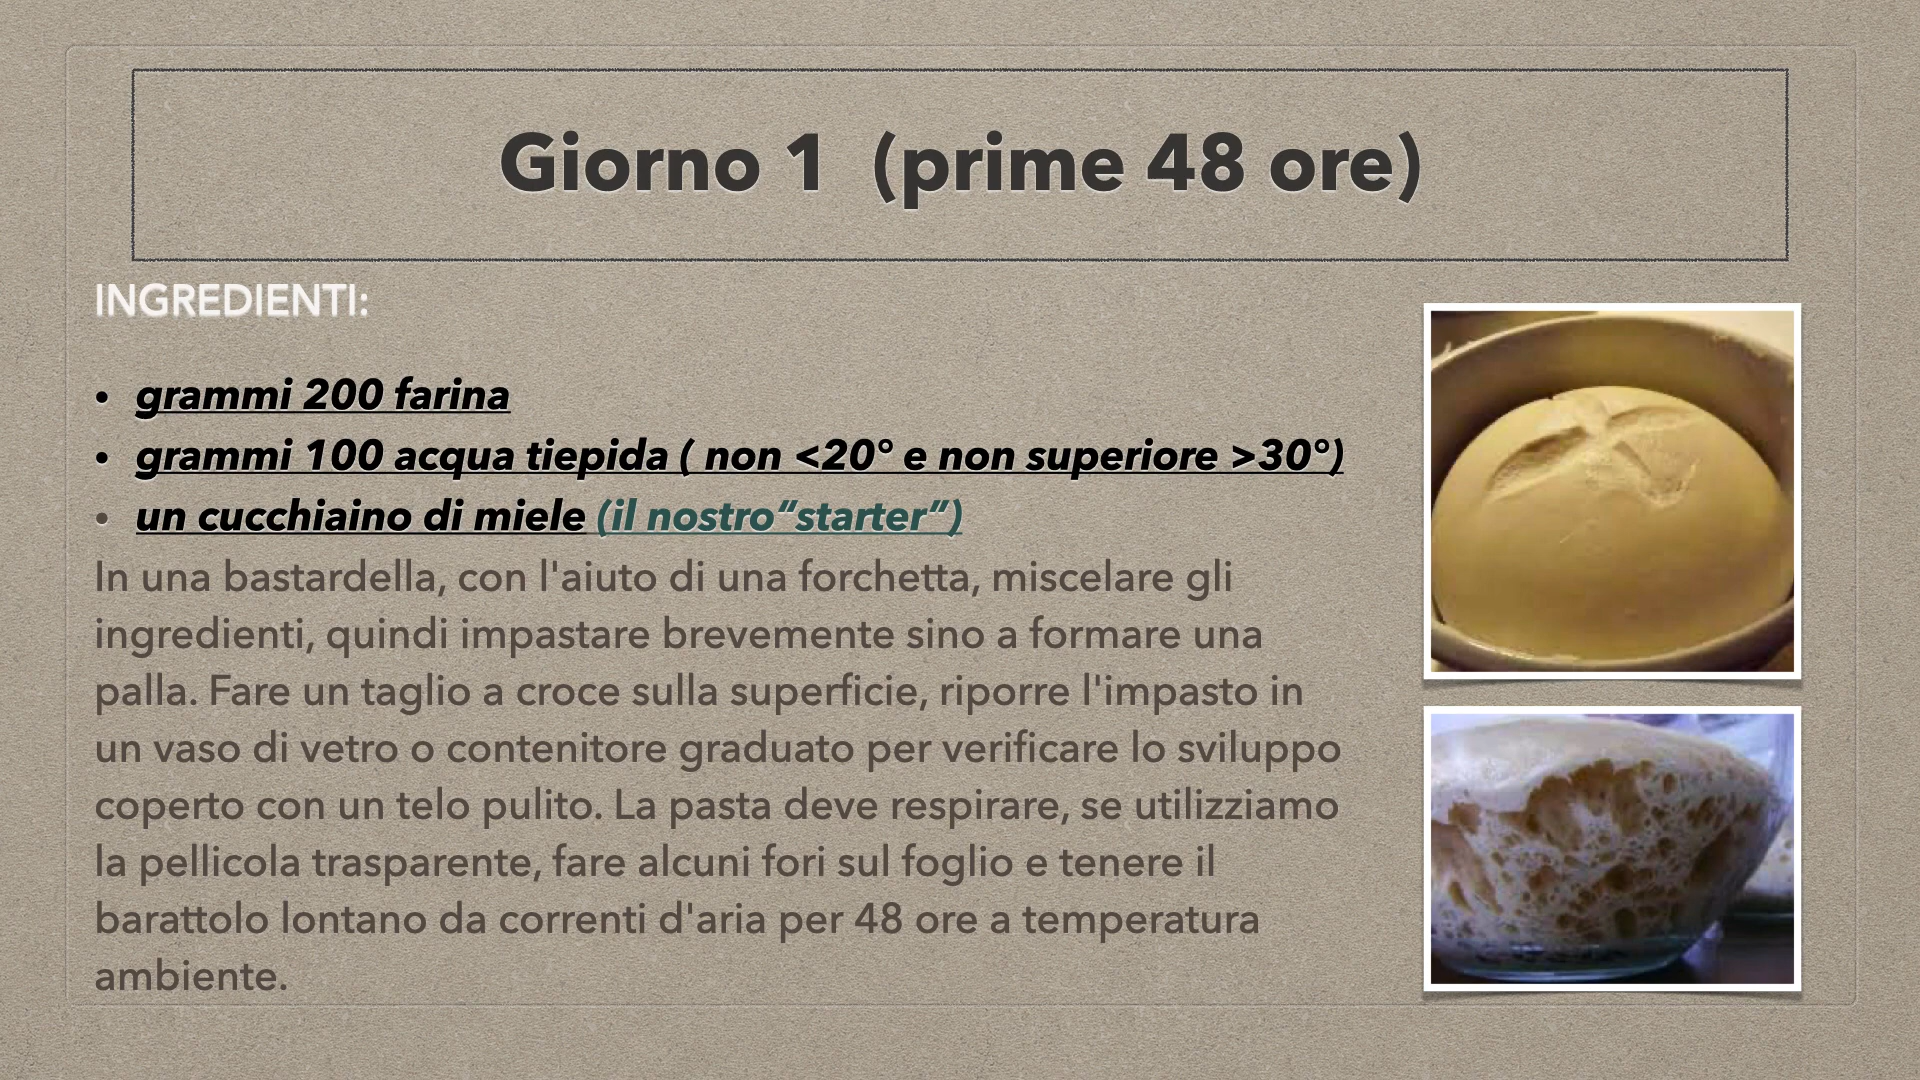 Giorno 1  (prime 48 ore)
INGREDIENTI:
• grammi 200 farina
• grammi 100 acqua tiepida ( non <20° e non superiore >30°)
• un cucchiaino di miele (il nostro”starter”)
In una bastardella, con l'aiuto di una forchetta, miscelare gli
ingredienti, quindi impastare brevemente sino a formare una
palla. Fare un taglio a croce sulla superficie, riporre l'impasto in
un vaso di vetro o contenitore graduato per verificare lo sviluppo
coperto con un telo pulito. La pasta deve respirare, se utilizziamo
la pellicola trasparente, fare alcuni fori sul foglio e tenere il
barattolo lontano da correnti d'aria per 48 ore a temperatura
ambiente.